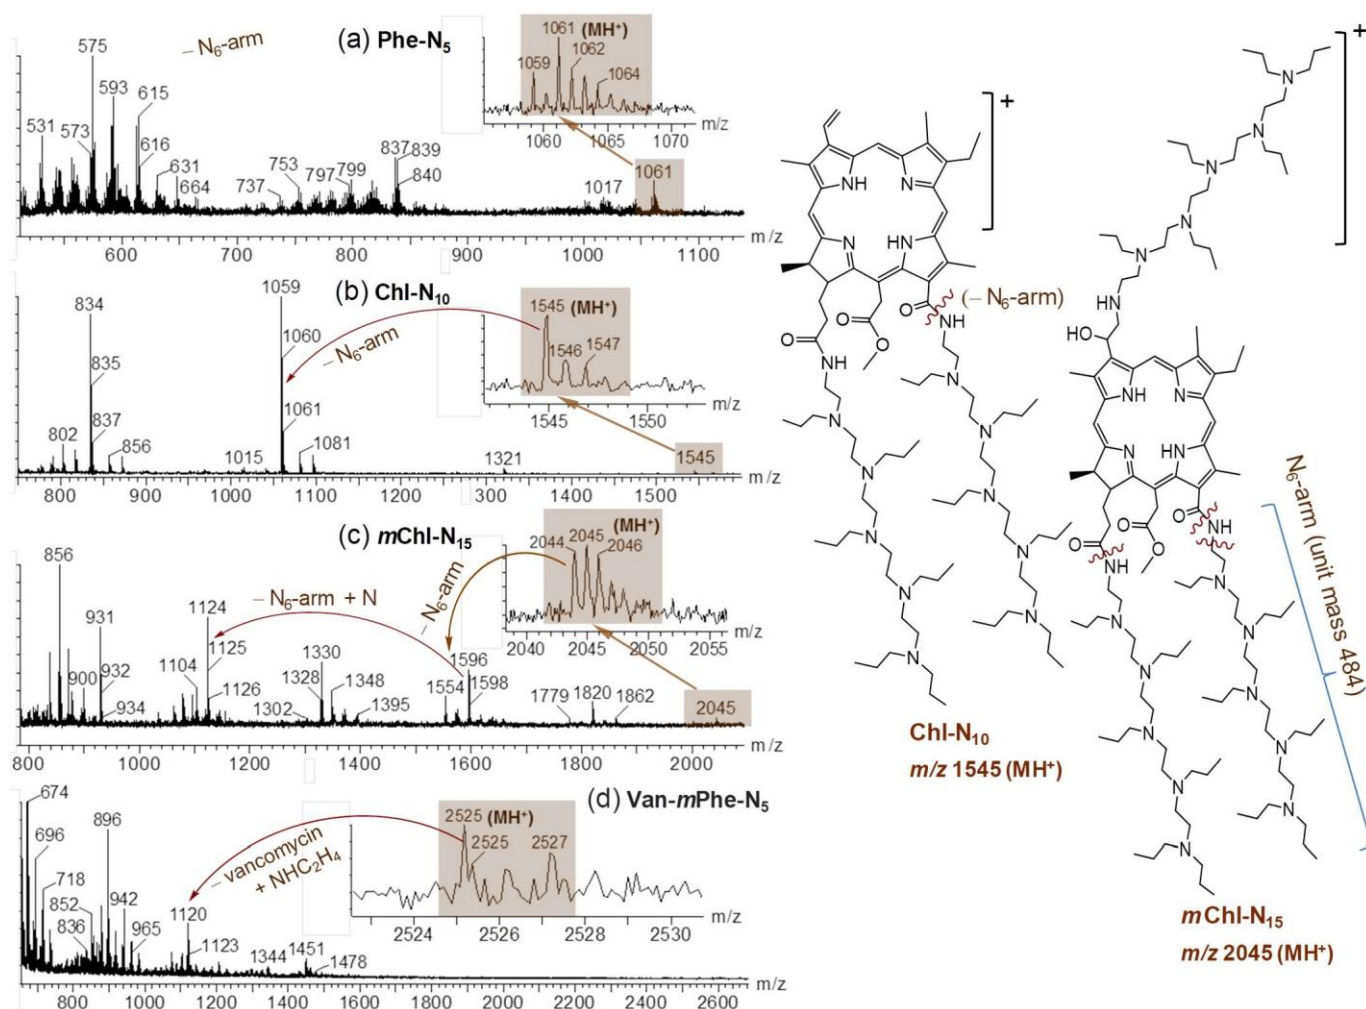 (a) Phe-N5
– N6-arm
575
593
615
531
573
616
631
664
737
753
797
799
837
839
840
1017
1061
1061 (MH+)
1059
1062
1064
1060 1065 1070
m/z
600 700 800 900 1000 1100
m/z
(b) Chl-N10
834
835
837
802
856
1015
1059
1060
1061
1081
1321
1545
– N6-arm
1545 (MH+)
1546
1547
1545 1550
m/z
800 900 1000 1100 1200 1300 1400 1500
m/z
(c) mChl-N15
856
931
900
932
934
1104
1124
1125
1126
1302
1328
1330
1348
1395
1554
1596
1598
1779
1820
1862
2045
– N6-arm + N
– N6-arm
(MH+)
2044
2045
2046
2040 2045 2050 2055
m/z
800 1000 1200 1400 1600 1800 2000
m/z
(d) Van-mPhe-N5
674
696
718
852
836
896
942
965
1120
1123
1344
1451
1478
– vancomycin
+ NHC2H4
2525 (MH+)
2525
2527
2524 2526 2528 2530
m/z
800 1000 1200 1400 1600 1800 2000 2200 2400 2600
m/z
+
NH
N
N
HN
O
NH
(– N6-arm)
O
O
O
HN
N
N
N
N
N
N
N
N
N
N
Chl-N10
m/z 1545 (MH+)
+
N
N
N
N
N
HN
HO
NH
N
N
HN
O
NH
O
O
O
HN
N
N
N
N
N
N
N
N
N
N
N6-arm (unit mass 484)
mChl-N15
m/z 2045 (MH+)